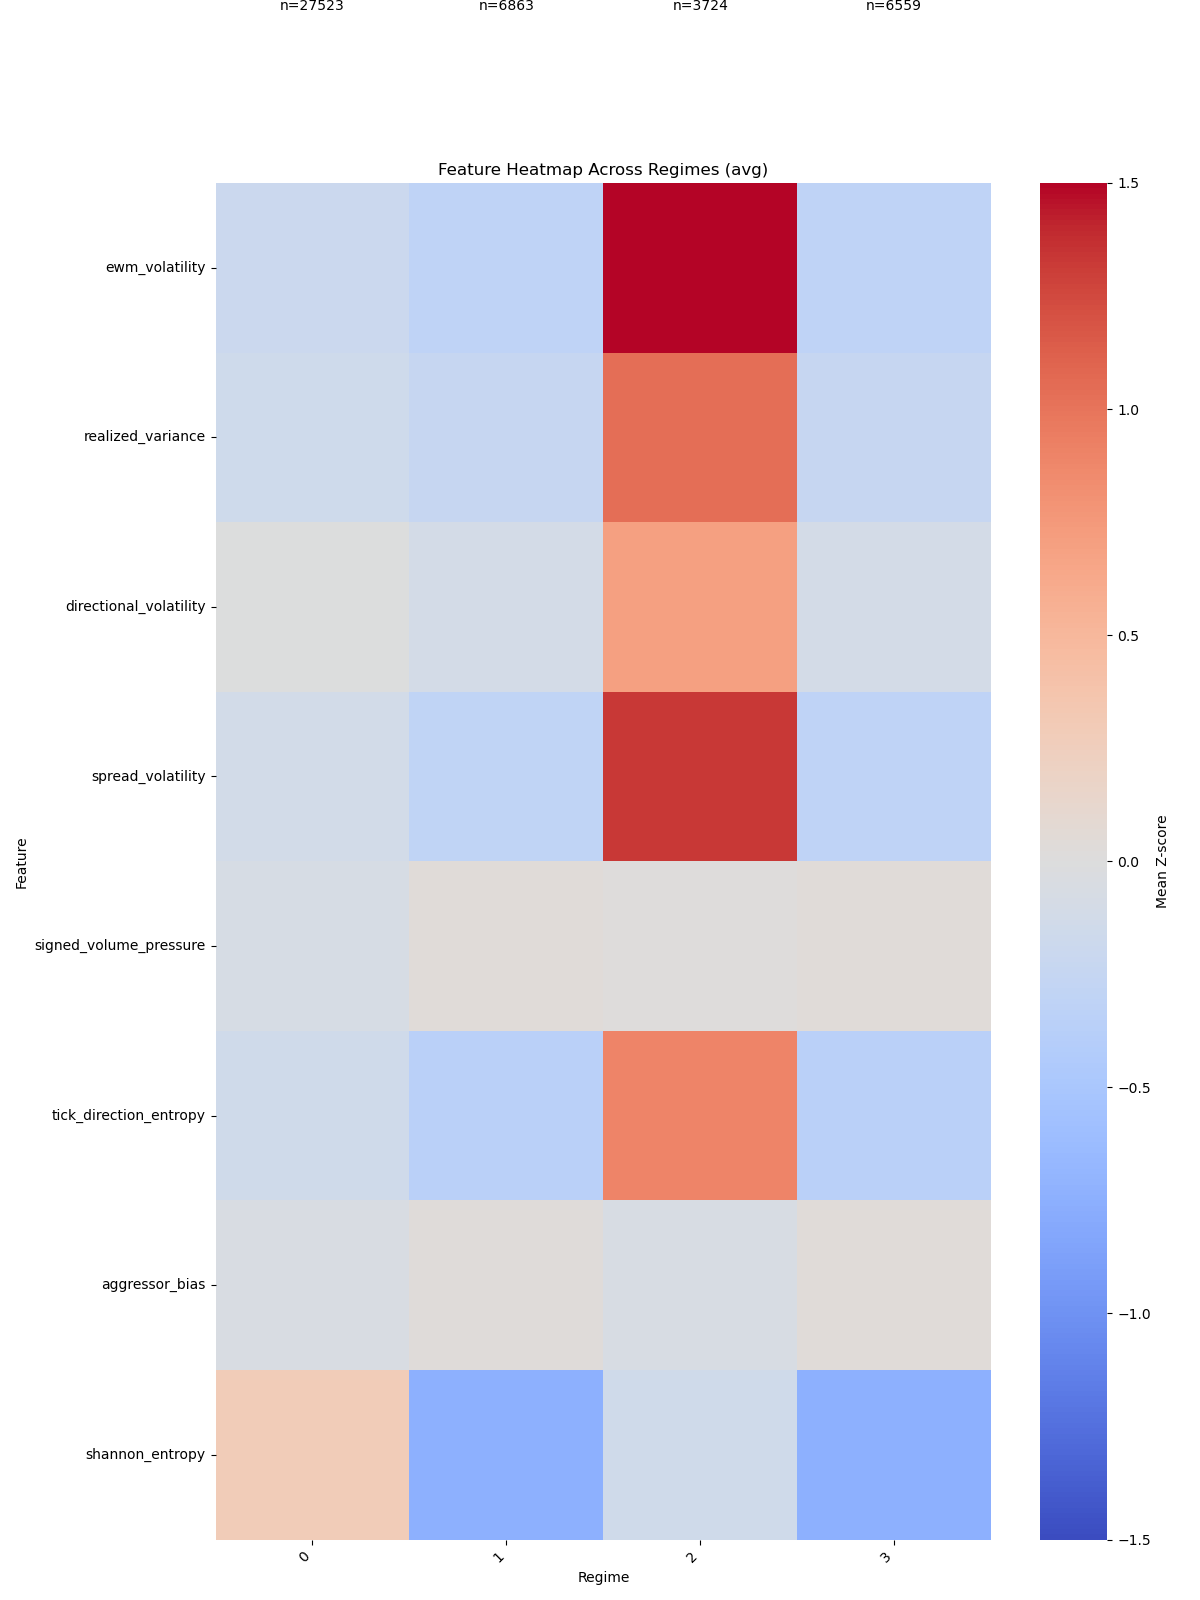 n=27523 n=6863 n=3724 n=6559
Feature Heatmap Across Regimes (avg)
ewm_volatility
realized_variance
directional_volatility
spread_volatility
signed_volume_pressure
tick_direction_entropy
aggressor_bias
shannon_entropy
Feature
0 1 2 3
Regime
1.5
1.0
0.5
0.0
−0.5
−1.0
−1.5
Mean Z-score